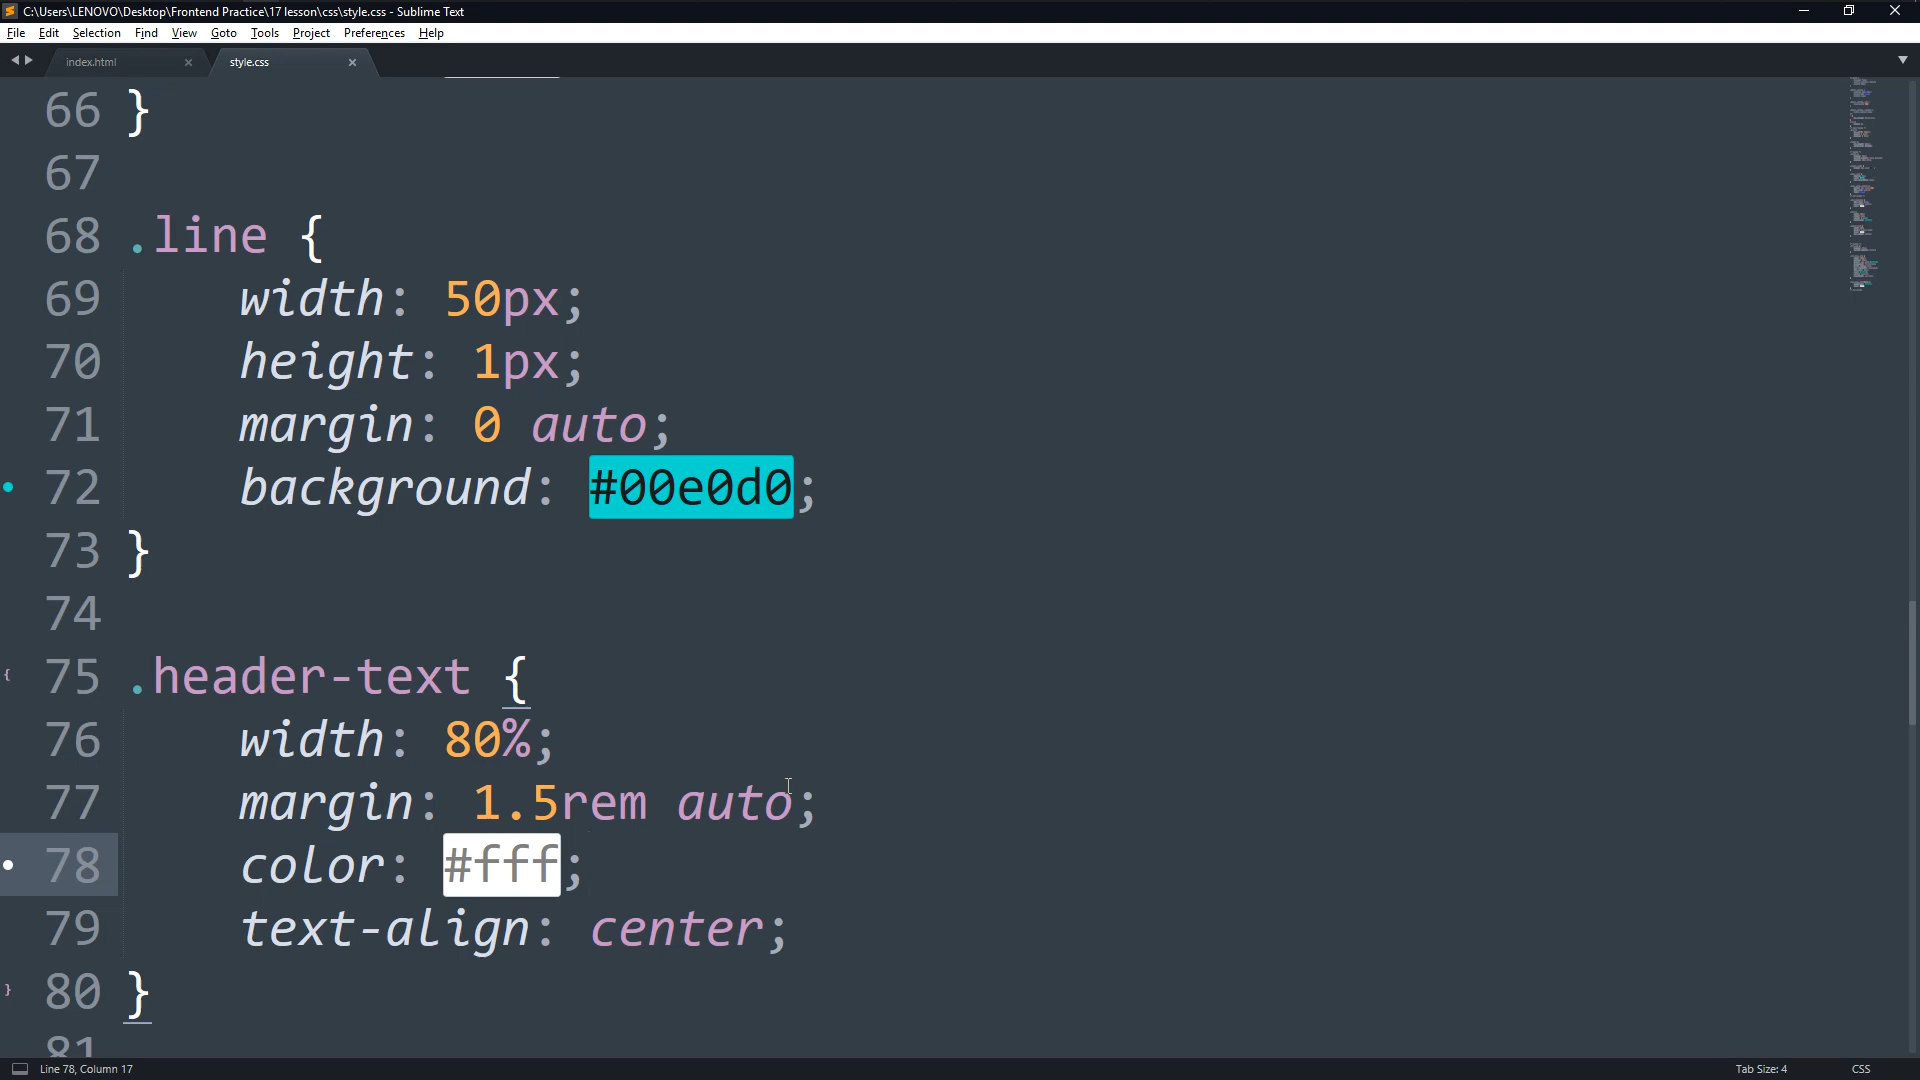 C:\Users\LENOVO\Desktop\Frontend Practice\17 lesson\css\style.css - Sublime Text
File Edit Selection Find View Goto Tools Project Preferences Help
index.html style.css
66 }
67
68 .line {
69 width: 50px;
70 height: 1px;
71 margin: 0 auto;
72 background: #00e0d0;
73 }
74
75 .header-text {
76 width: 80%;
77 margin: 1.5rem auto;
78 color: #fff;
79 text-align: center;
80 }
81
Line 78, Column 17 Tab Size: 4 CSS